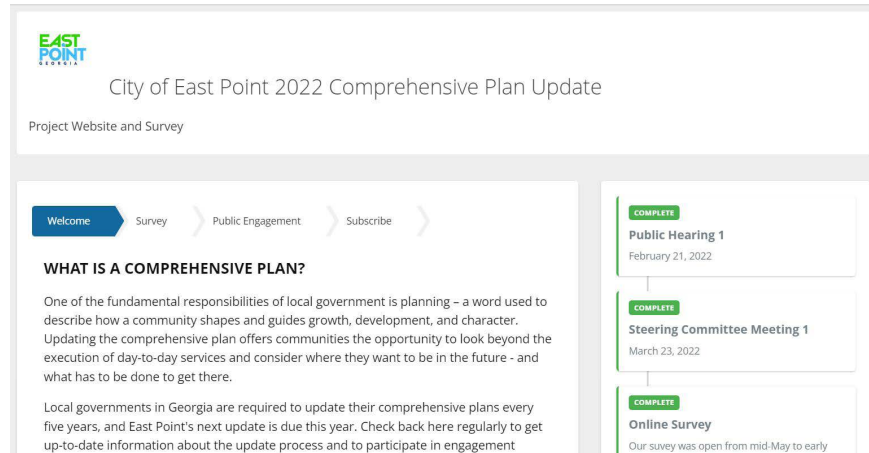 EAST
POINT
GEORGIA
City of East Point 2022 Comprehensive Plan Update
Project Website and Survey
Welcome
Survey
Public Engagement
Subscribe
WHAT IS A COMPREHENSIVE PLAN?
One of the fundamental responsibilities of local government is planning – a word used to
describe how a community shapes and guides growth, development, and character.
Updating the comprehensive plan offers communities the opportunity to look beyond the
execution of day-to-day services and consider where they want to be in the future - and
what has to be done to get there.
Local governments in Georgia are required to update their comprehensive plans every
five years, and East Point's next update is due this year. Check back here regularly to get
up-to-date information about the update process and to participate in engagement
COMPLETE
Public Hearing 1
February 21, 2022
COMPLETE
Steering Committee Meeting 1
March 23, 2022
COMPLETE
Online Survey
Our suvey was open from mid-May to early